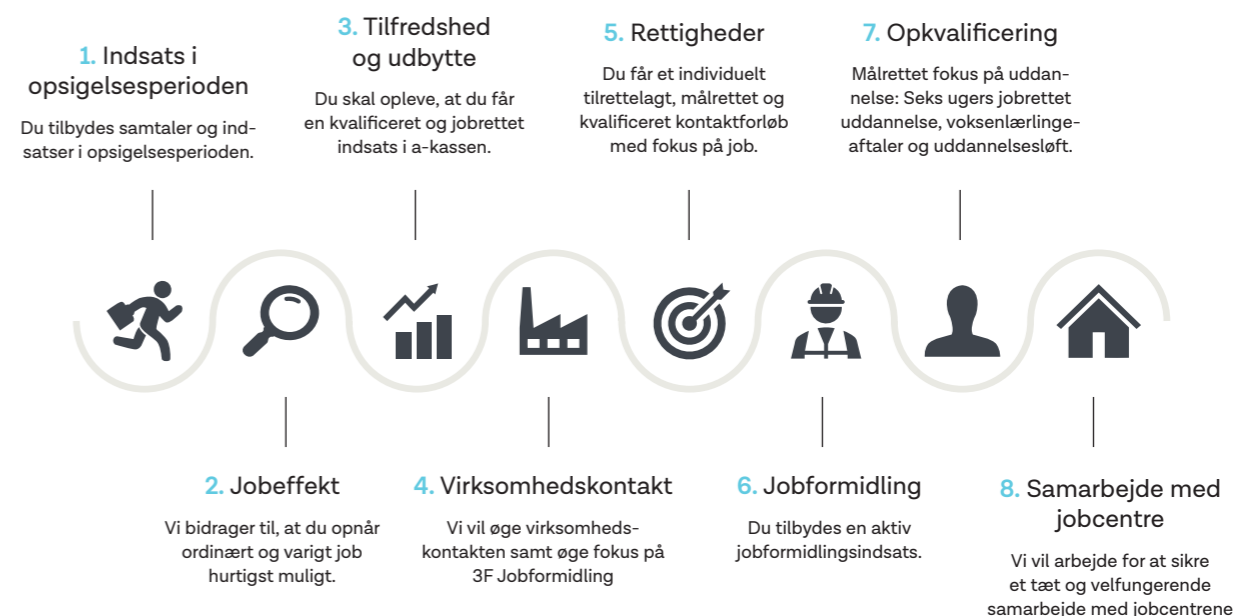 1. Indsats i
opsigelsesperioden
Du tilbydes samtaler og ind-
satser i opsigelsesperioden.
2. Jobeffekt
Vi bidrager til, at du opnår
ordinært og varigt job
hurtigst muligt.
3. Tilfredshed
og udbytte
Du skal opleve, at du får
en kvalificeret og jobrettet
indsats i a-kassen.
4. Virksomhedskontakt
Vi vil øge virksomheds-
kontakten samt øge fokus på
3F Jobformidling
5. Rettigheder
Du får et individuelt
tilrettelagt, målrettet og
kvalificeret kontaktforløb
med fokus på job.
6. Jobformidling
Du tilbydes en aktiv
jobformidlingsindsats.
7. Opkvalificering
Målrettet fokus på uddan-
nelse: Seks ugers jobrettet
uddannelse, voksenlærlinge-
aftaler og uddannelsesløft.
8. Samarbejde med
jobcentre
Vi vil arbejde for at sikre
et tæt og velfungerende
samarbejde med jobcentrene